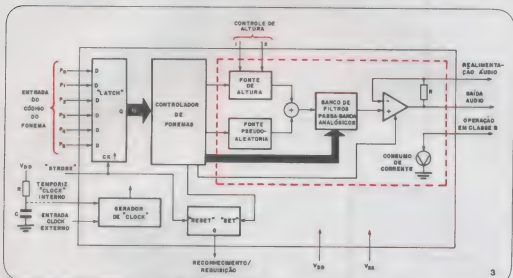 CONTROLE DE
ALTURA
1 2
REALIMENTA-
ÇÃO ÁUDIO
SAÍDA
AUDIO
OPERAÇÃO
EM CLASSE B
ENTRADA
DO
CÓDIGO
DO
FONEMA
P0 D
P1 D
P2 D
P3 D
P4 D
P5 D
"LATCH"
Q
CK
CONTROLADOR
DE
FONEMAS
FONTE
DE
ALTURA
FONTE
PSEUDO-
ALEATORIA
+
BANCO DE
FILTROS
PASSA-BANDA
ANALÓGICOS
-
+
R
CONSUMO
DE
CORRENTE
"STROBE"
VDD
R
TEMPORIZ
"CLOCK"
INTERNO
C
ENTRADA
CLOCK
EXTERNO
GERADOR
DE "CLOCK"
"RESET" "SET"
RECONHECIMENTO/
REQUISIÇÃO
VDD
VSS
3